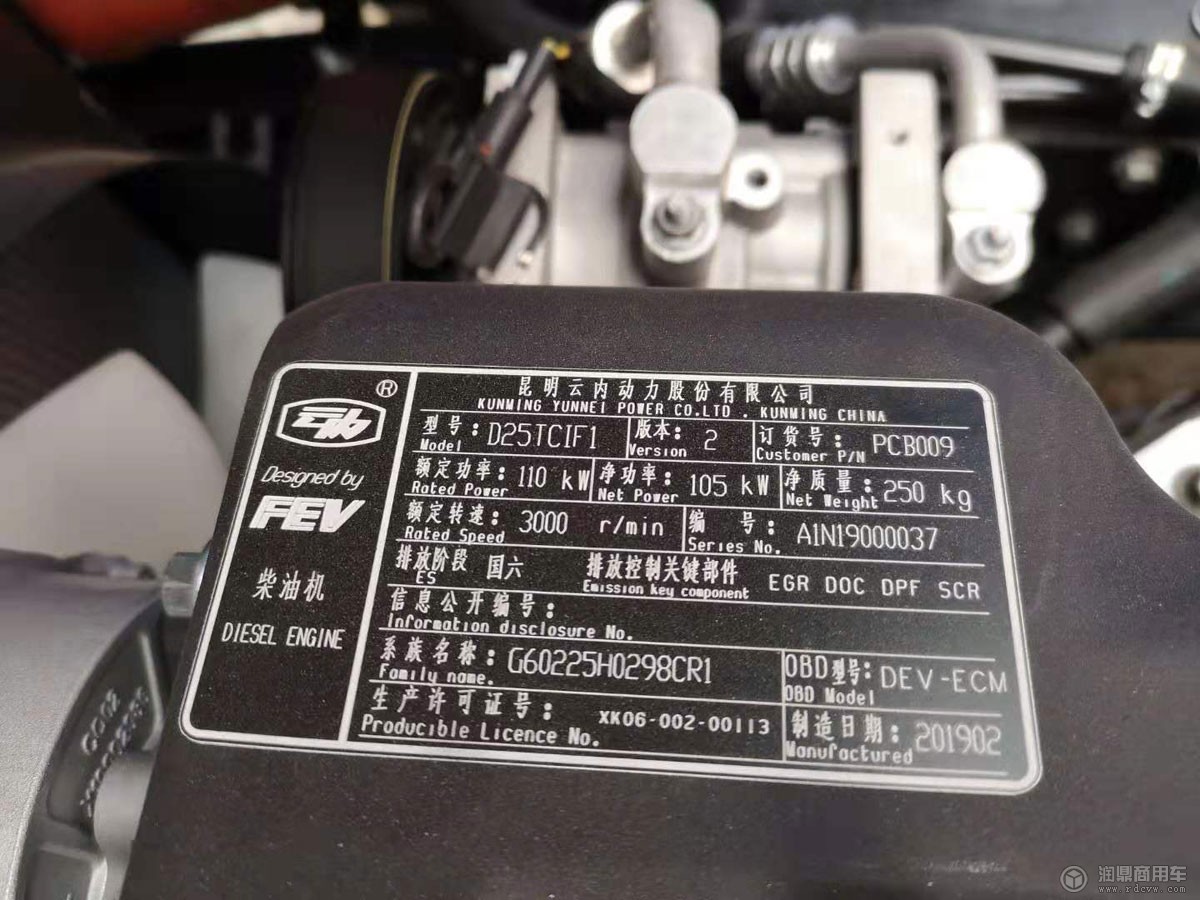 ®
Designed by
FEV
柴油机
DIESEL ENGINE
昆明云内动力股份有限公司
KUNMING YUNNEI POWER CO.LTD . KUNMING CHINA
型号: D25TCIF1 版本: 2 订货号: PCB009
Model Version Customer P/N
额定功率: 110 kW 净功率: 105 kW 净质量: 250 kg
Rated Power Net Power Net Weight
额定转速: 3000 r/min 编 号: A1N19000037
Rated Speed Series No.
排放阶段 国六 排放控制关键部件 EGR DOC DPF SCR
ES Emission key component
信息公开编号:
Information disclosure No.
系族名称: G60225H0298CR1 OBD型号: DEV-ECM
Family name. OBD Model
生产许可证号: XK06-002-00113 制造日期: 201902
Producible Licence No. Manufactured
润鼎商用车
www.rdcvw.com